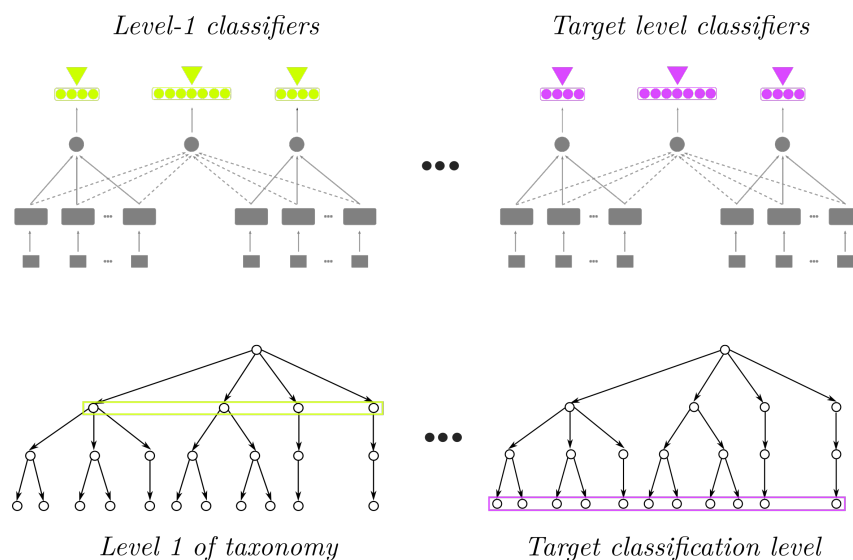 Level-1 classifiers
Target level classifiers
Level 1 of taxonomy
Target classification level